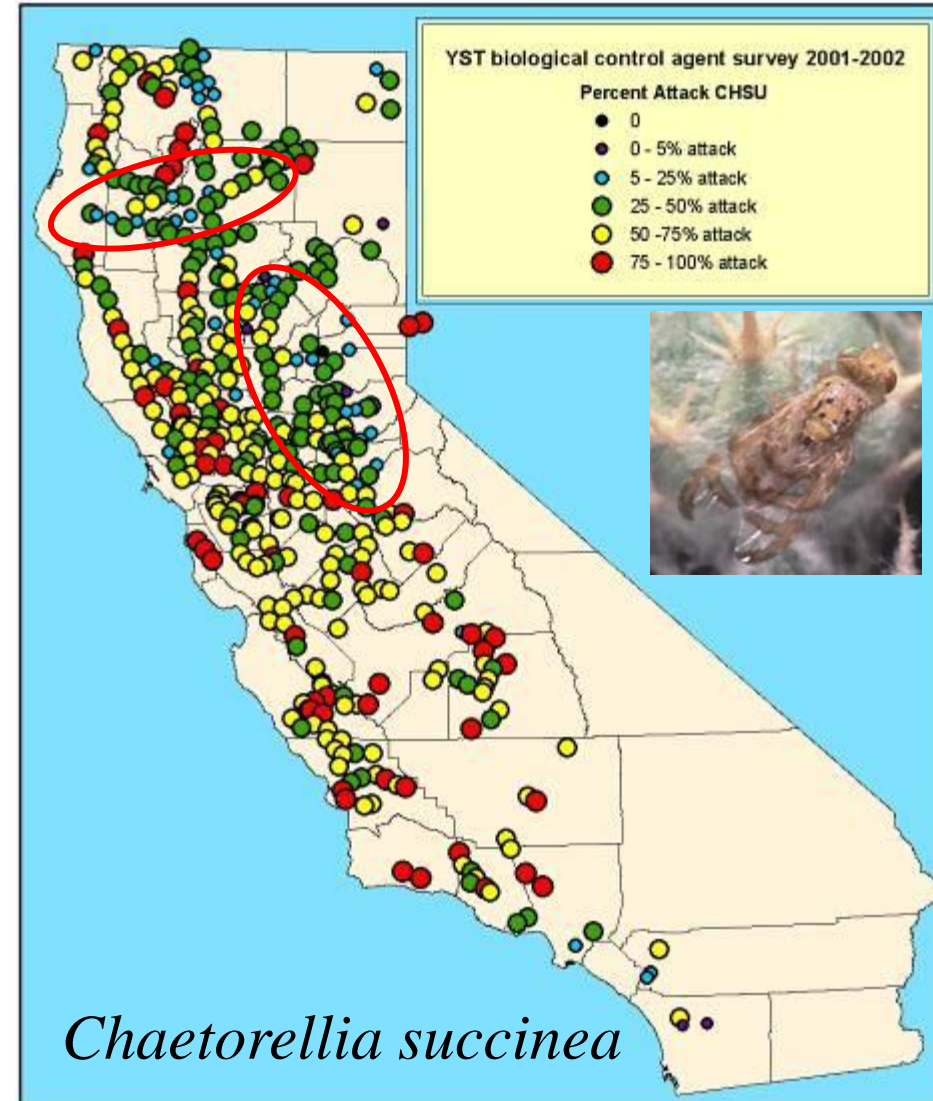 YST biological control agent survey 2001-2002
Percent Attack CHSU
0
0 - 5% attack
5 - 25% attack
25 - 50% attack
50 -75% attack
75 - 100% attack
Chaetorellia succinea